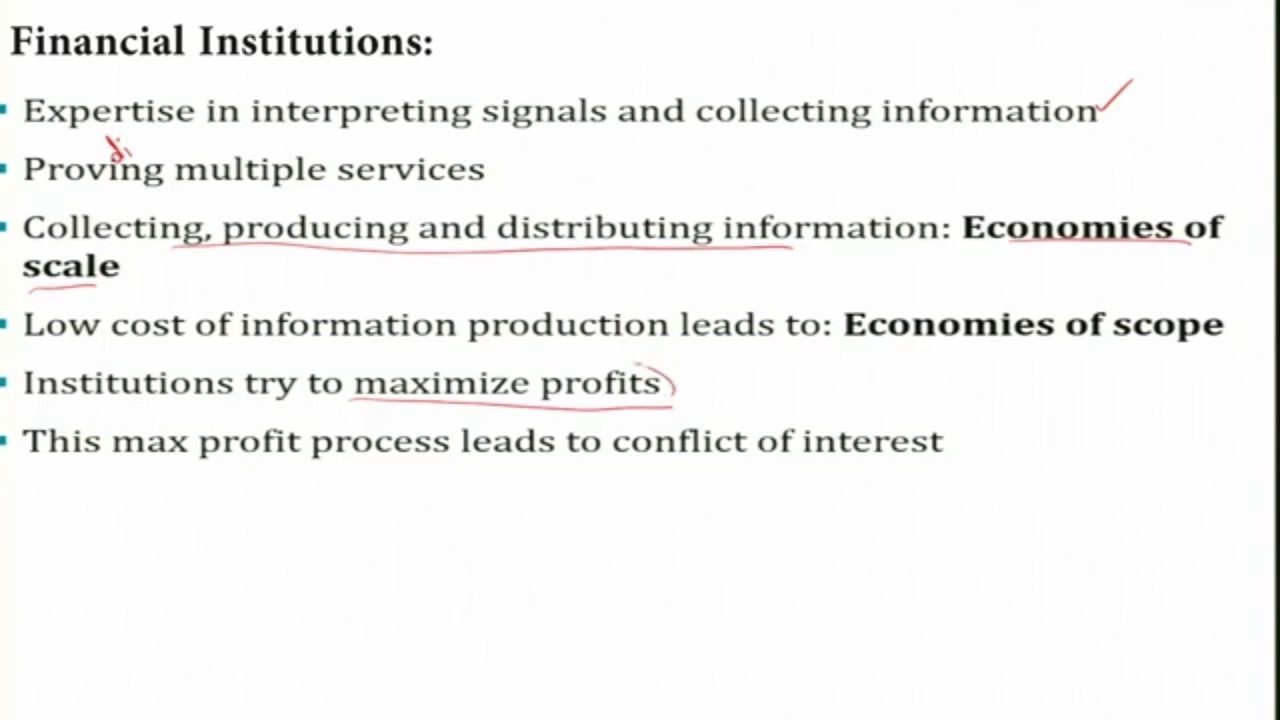 Financial Institutions:
Expertise in interpreting signals and collecting information
di
Proving multiple services
Collecting, producing and distributing information: Economies of
scale
Low cost of information production leads to: Economies of scope
Institutions try to maximize profits
This max profit process leads to conflict of interest